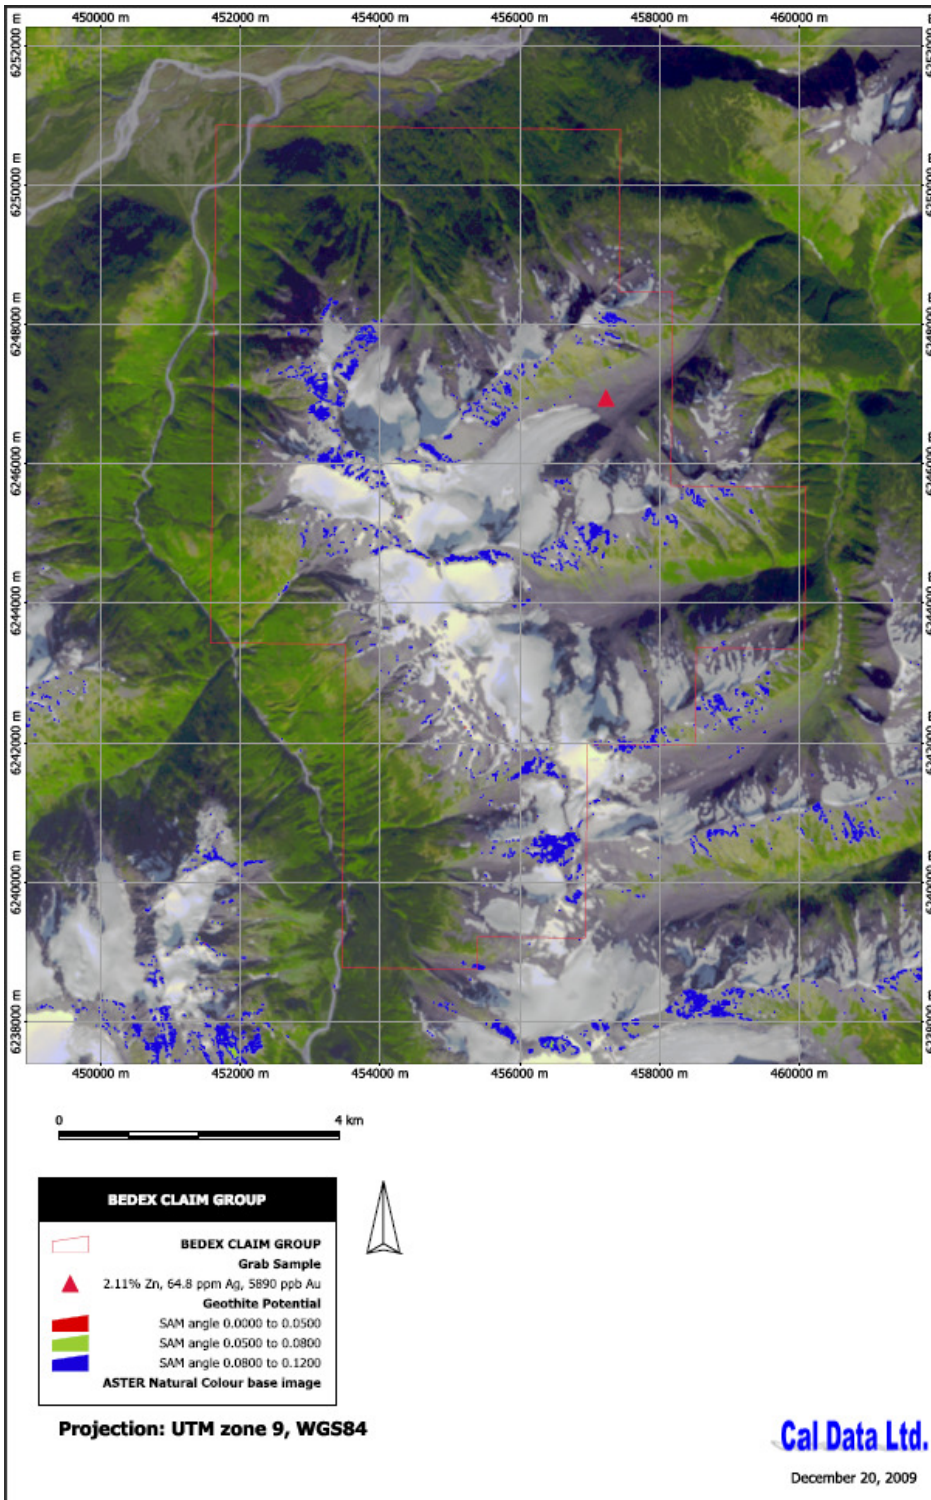 450000 m 452000 m 454000 m 456000 m 458000 m 460000 m
6252000 m
6250000 m
6248000 m
6246000 m
6244000 m
6242000 m
6240000 m
6238000 m
450000 m 452000 m 454000 m 456000 m 458000 m 460000 m
0 4 km
BEDEX CLAIM GROUP
BEDEX CLAIM GROUP
Grab Sample
2.11% Zn, 64.8 ppm Ag, 5890 ppb Au
Geothite Potential
SAM angle 0.0000 to 0.0500
SAM angle 0.0500 to 0.0800
SAM angle 0.0800 to 0.1200
ASTER Natural Colour base image
Projection: UTM zone 9, WGS84
Cal Data Ltd.
December 20, 2009